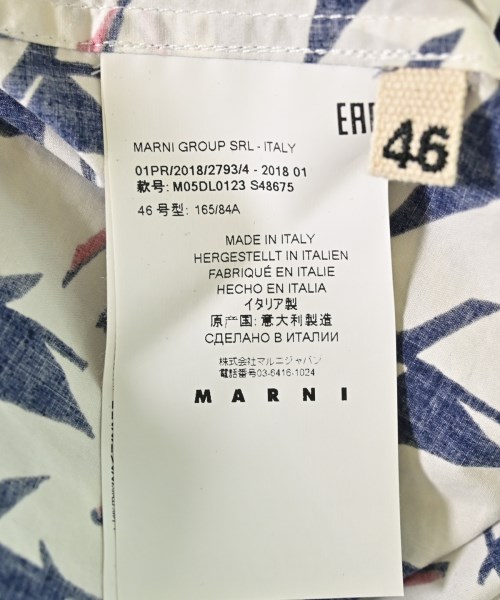 EAC
46
MARNI GROUP SRL - ITALY
01PR/2018/2793/4 - 2018 01
款号: M05DL0123 S48675
46 号型: 165/84A
MADE IN ITALY
HERGESTELLT IN ITALIEN
FABRIQUÉ EN ITALIE
HECHO EN ITALIA
イタリア製
原产国: 意大利製造
СДЕЛАНО В ИТАЛИИ
株式会社マルニジャパン
電話番号03-6416-1024
MARNI